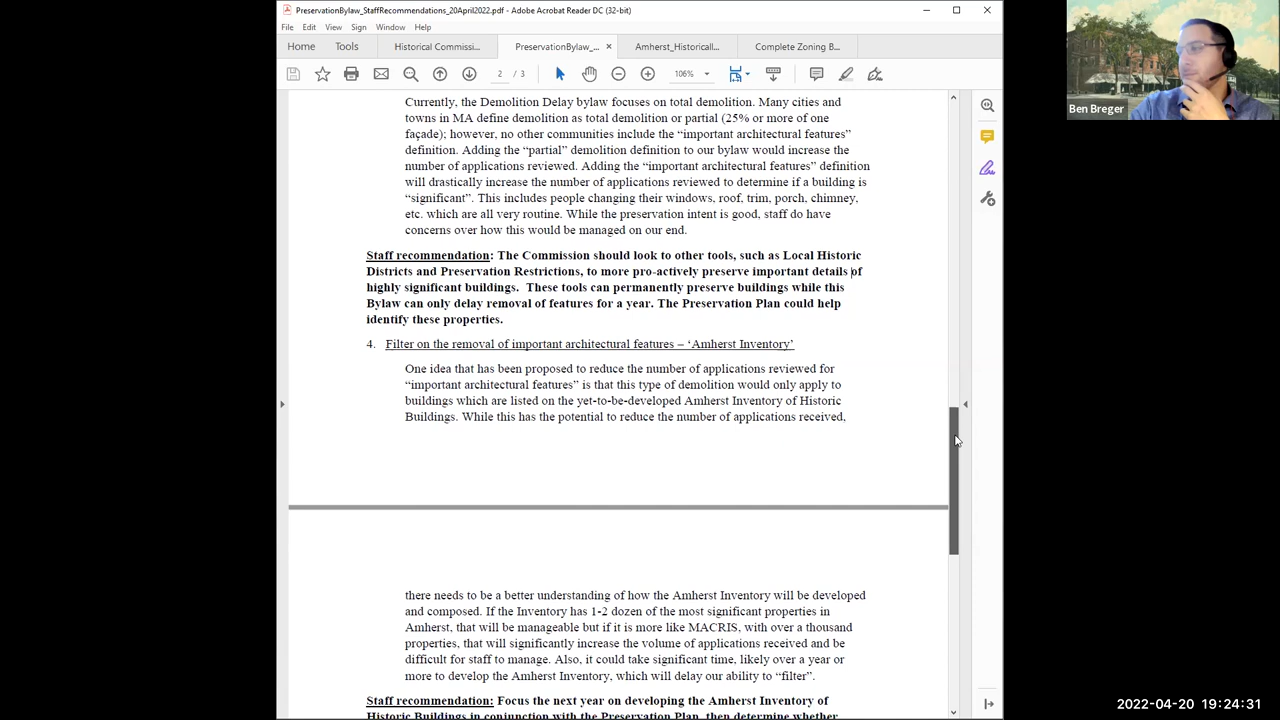 PreservationBylaw_StaffRecommendations_20April2022.pdf - Adobe Acrobat Reader DC (32-bit)
File Edit View Sign Window Help
Home Tools Historical Commissi... PreservationBylaw_... × Amherst_Historicall... Complete Zoning B...
2 / 3 106%
Currently, the Demolition Delay bylaw focuses on total demolition. Many cities and
towns in MA define demolition as total demolition or partial (25% or more of one
façade); however, no other communities include the “important architectural features”
definition. Adding the “partial” demolition definition to our bylaw would increase the
number of applications reviewed. Adding the “important architectural features” definition
will drastically increase the number of applications reviewed to determine if a building is
“significant”. This includes people changing their windows, roof, trim, porch, chimney,
etc. which are all very routine. While the preservation intent is good, staff do have
concerns over how this would be managed on our end.
Staff recommendation: The Commission should look to other tools, such as Local Historic
Districts and Preservation Restrictions, to more pro-actively preserve important details of
highly significant buildings. These tools can permanently preserve buildings while this
Bylaw can only delay removal of features for a year. The Preservation Plan could help
identify these properties.
4. Filter on the removal of important architectural features – ‘Amherst Inventory’
One idea that has been proposed to reduce the number of applications reviewed for
“important architectural features” is that this type of demolition would only apply to
buildings which are listed on the yet-to-be-developed Amherst Inventory of Historic
Buildings. While this has the potential to reduce the number of applications received,
there needs to be a better understanding of how the Amherst Inventory will be developed
and composed. If the Inventory has 1-2 dozen of the most significant properties in
Amherst, that will be manageable but if it is more like MACRIS, with over a thousand
properties, that will significantly increase the volume of applications received and be
difficult for staff to manage. Also, it could take significant time, likely over a year or
more to develop the Amherst Inventory, which will delay our ability to “filter”.
Staff recommendation: Focus the next year on developing the Amherst Inventory of
Historic Buildings in conjunction with the Preservation Plan, then determine whether
Ben Breger
2022-04-20 19:24:31